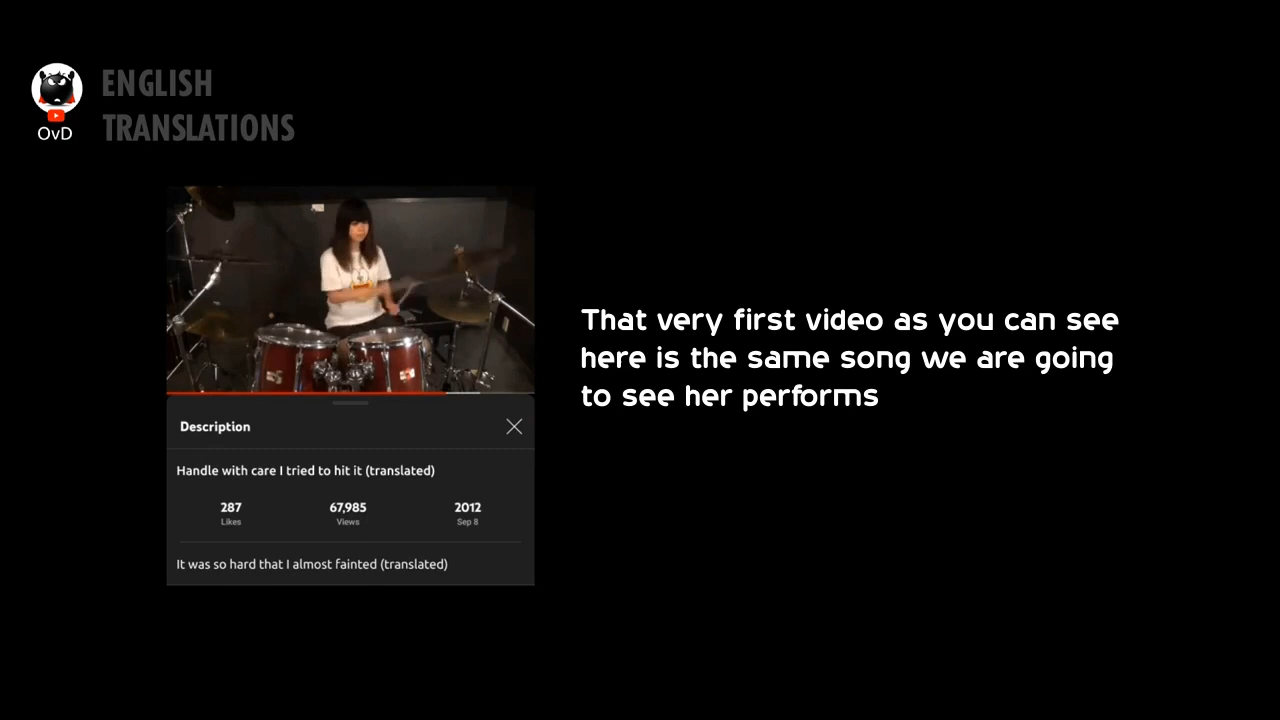 ENGLISH
TRANSLATIONS
OvD
That very first video as you can see
here is the same song we are going
to see her performs
Description
Handle with care I tried to hit it (translated)
287 67,985 2012
Likes Views Sep 8
It was so hard that I almost fainted (translated)